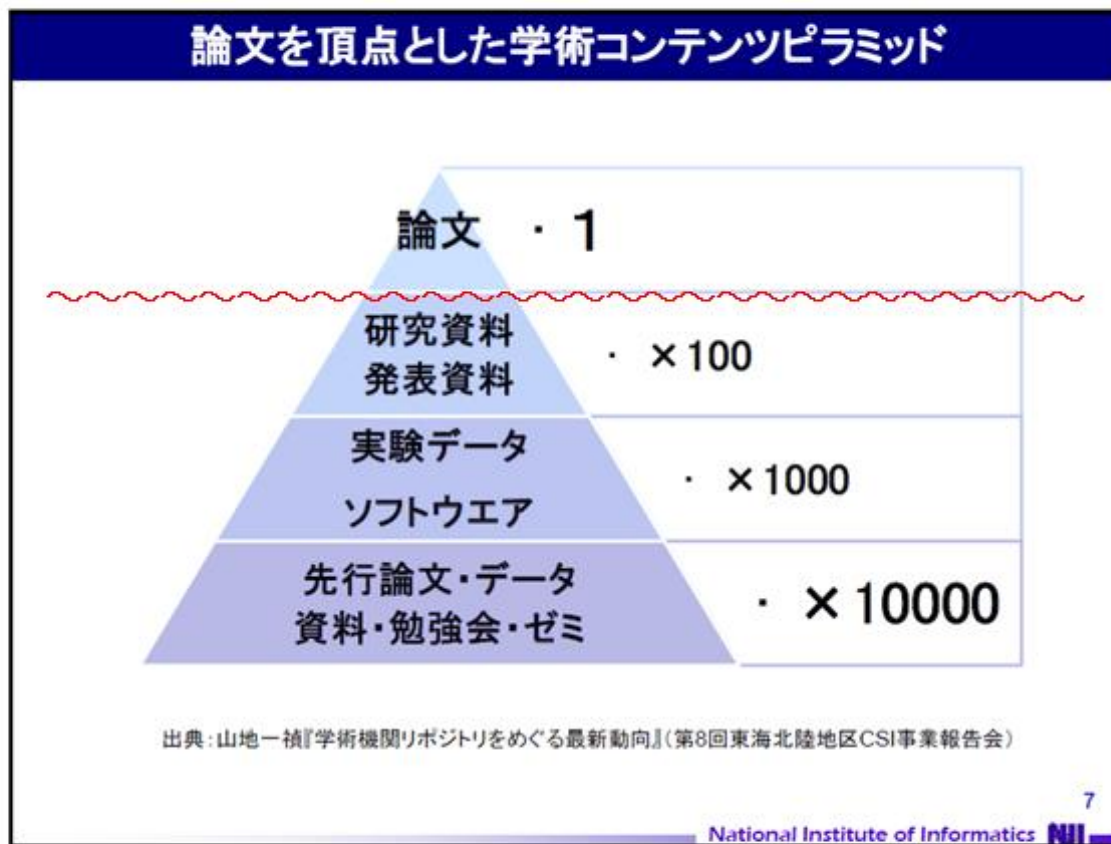 論文を頂点とした学術コンテンツピラミッド
論文 ・ 1
研究資料
発表資料
・ ×100
実験データ
ソフトウエア
・ ×1000
先行論文・データ
資料・勉強会・ゼミ
・ ×10000
出典：山地一禎『学術機関リポジトリをめぐる最新動向』（第8回東海北陸地区CSI事業報告会）
7
National Institute of Informatics NII